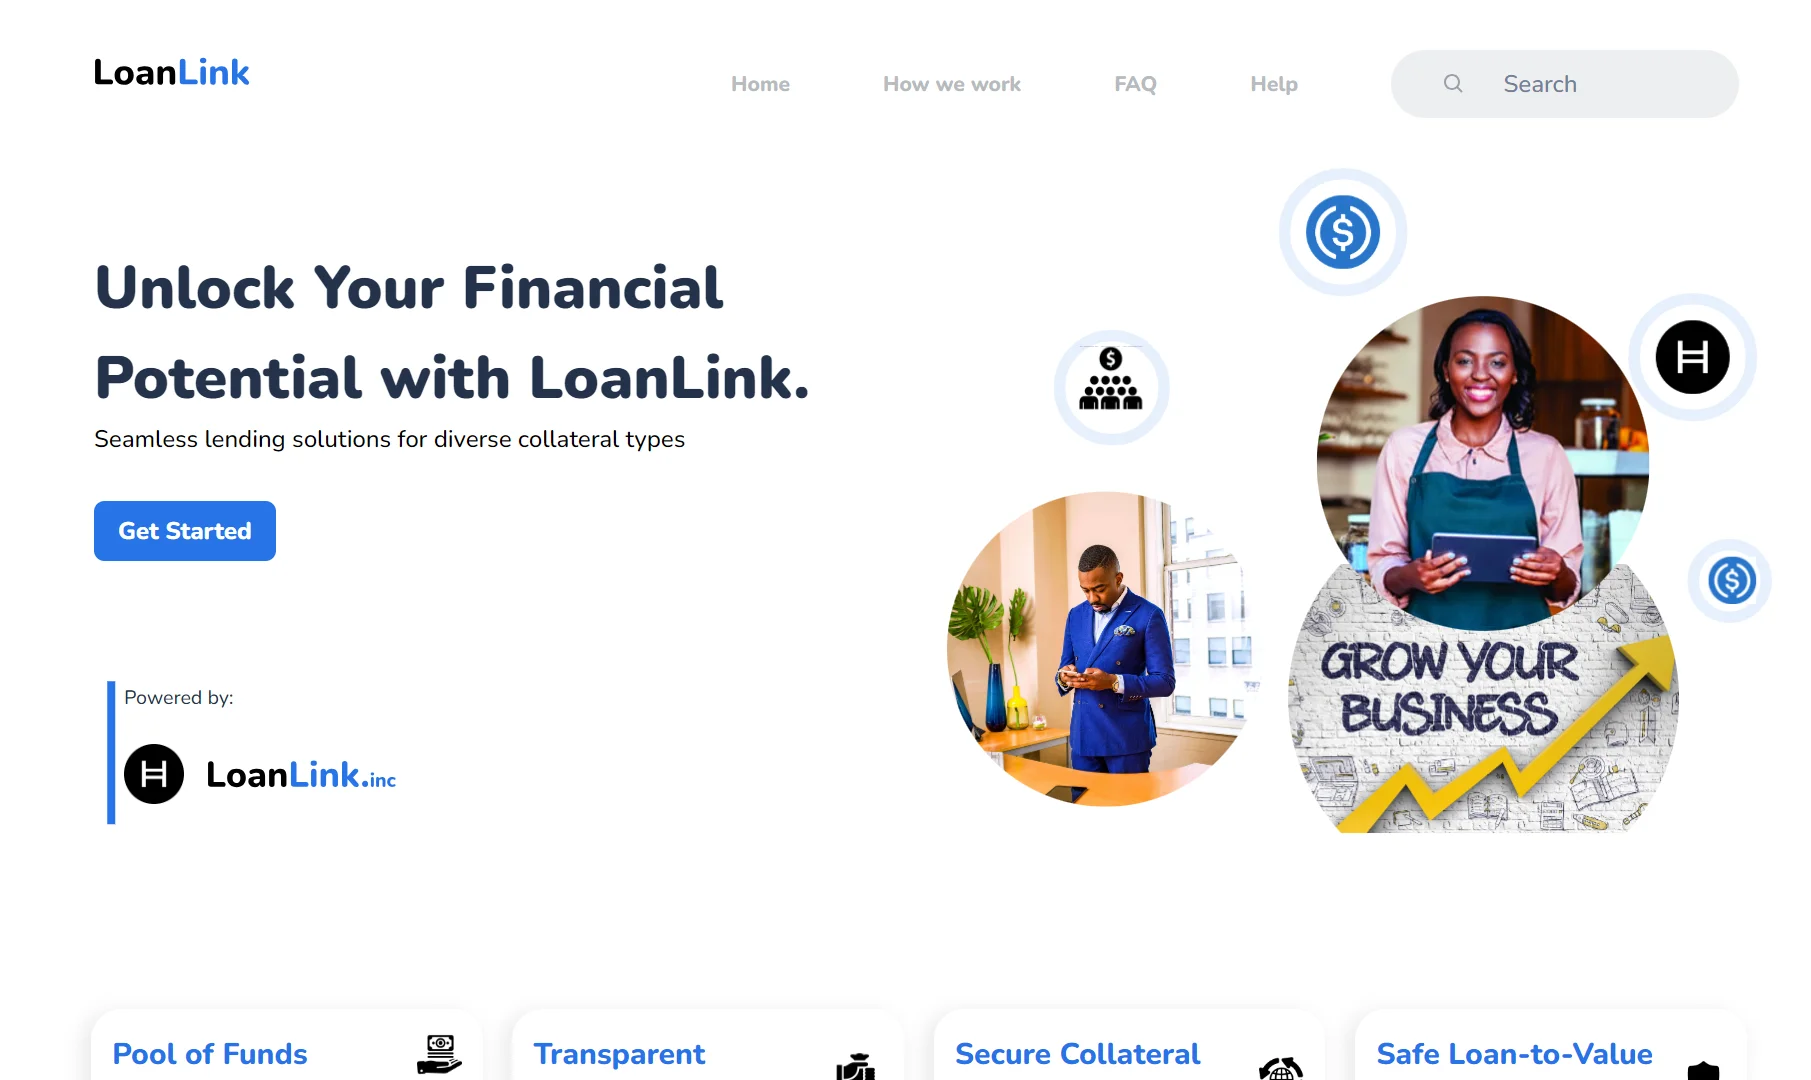 LoanLink
Home
How we work
FAQ
Help
Search
Unlock Your Financial
Potential with LoanLink.
Seamless lending solutions for diverse collateral types
Get Started
GROW YOUR
BUSINESS
Powered by:
LoanLink.inc
Pool of Funds
Transparent
Secure Collateral
Safe Loan-to-Value